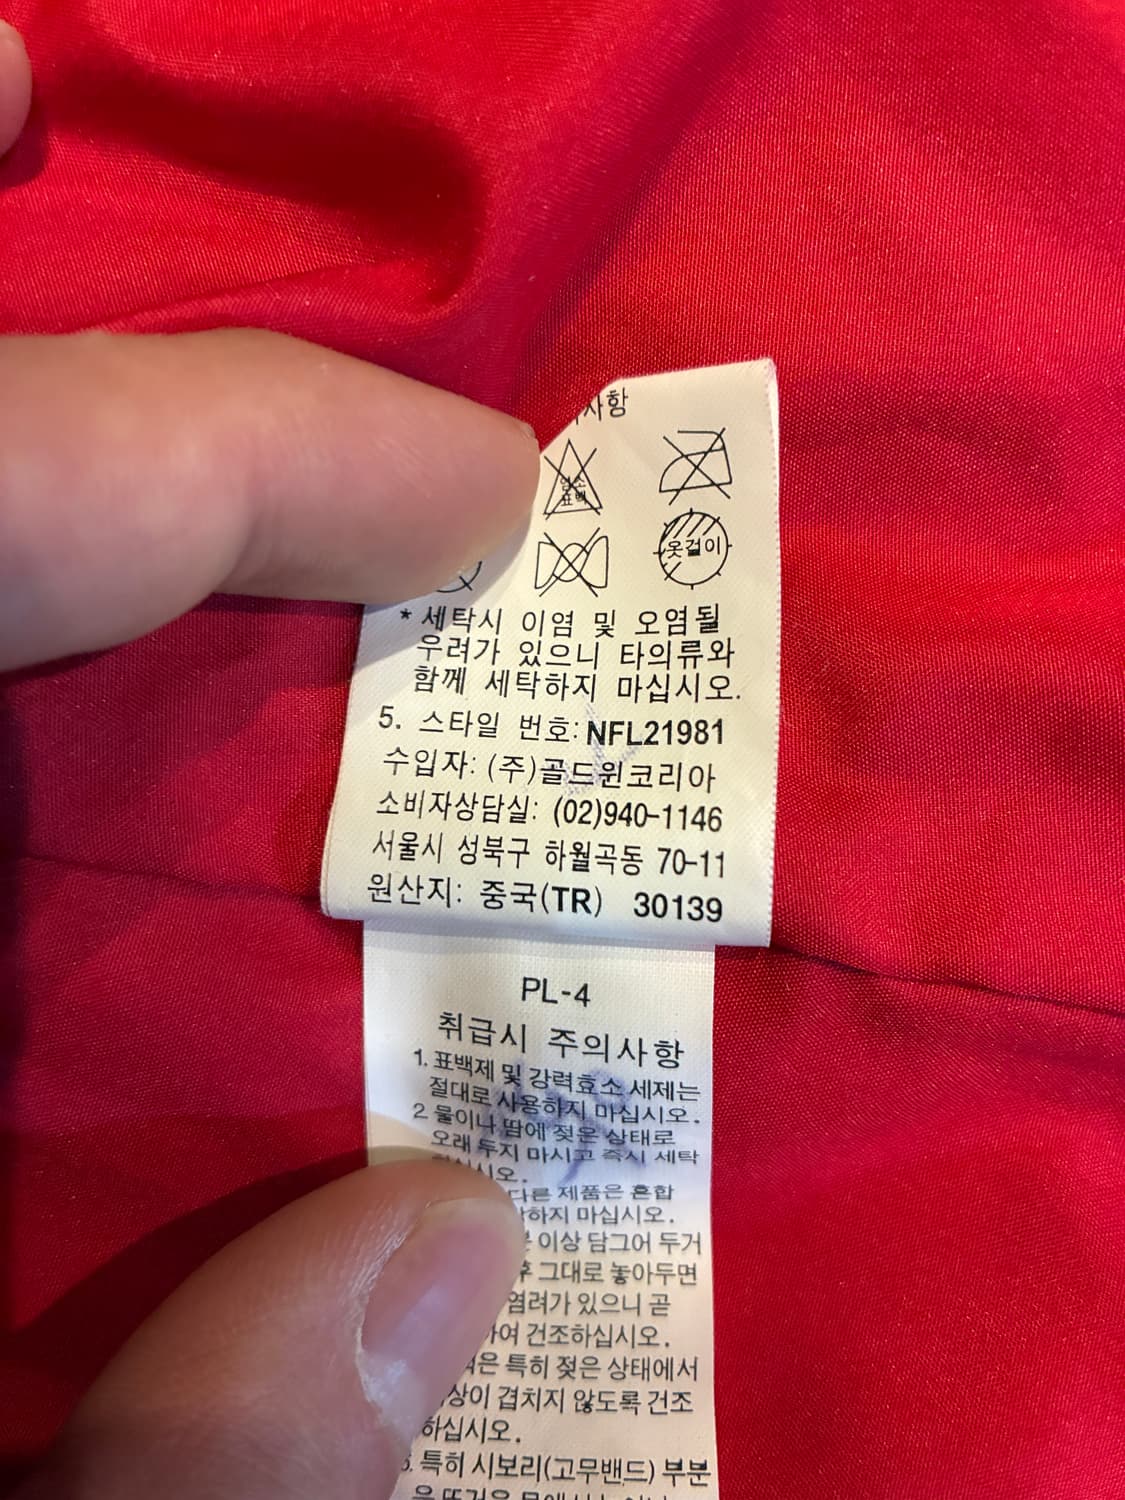 사항
염소
표백
옷걸이
* 세탁시 이염 및 오염될
우려가 있으니 타의류와
함께 세탁하지 마십시오.
5. 스타일 번호: NFL21981
수입자: (주)골드윈코리아
소비자상담실: (02)940-1146
서울시 성북구 하월곡동 70-11
원산지: 중국(TR) 30139
PL-4
취급시 주의사항
1. 표백제 및 강력효소 세제는
절대로 사용하지 마십시오.
2 물이나 땀에 젖은 상태로
오래 두지 마시고 즉시 세탁
다른 제품은 혼합
하지 마십시오.
이상 담그어 두거
그대로 놓아두면
염려가 있으니 곧
여 건조하십시오.
은 특히 젖은 상태에서
상이 겹치지 않도록 건조
하십시오.
특히 시보리(고무밴드) 부분